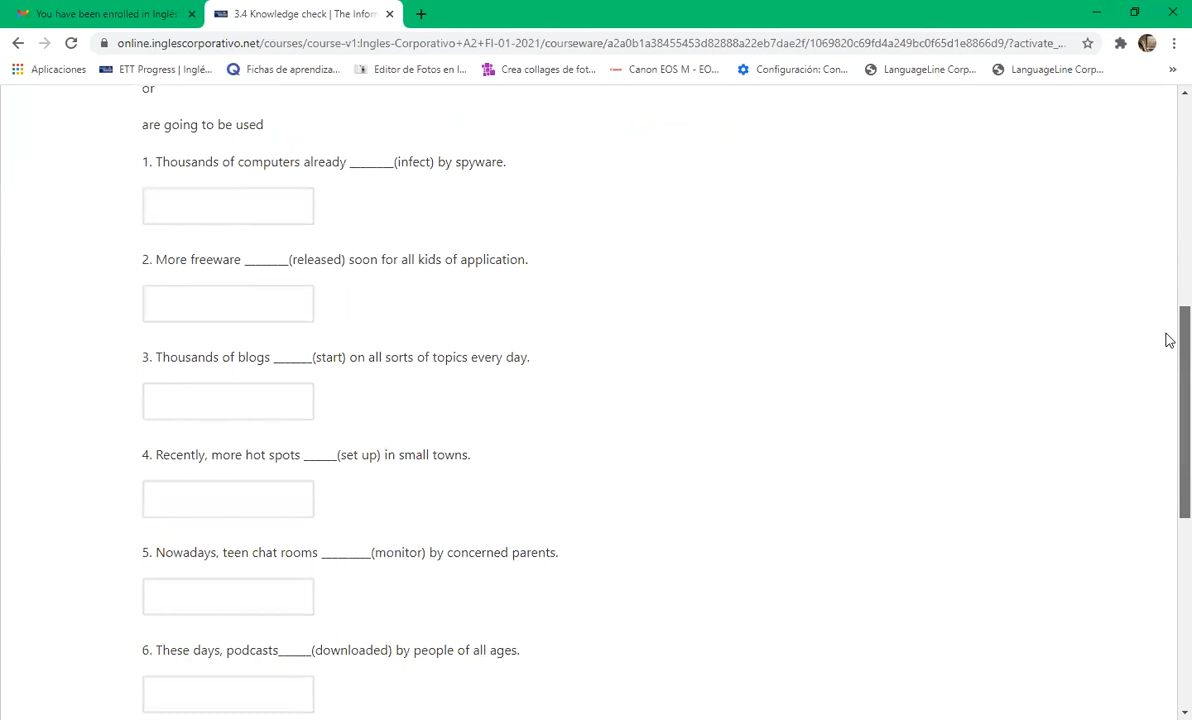 You have been enrolled in Inglés
3.4 Knowledge check | The Inform
online.inglescorporativo.net/courses/course-v1:Ingles-Corporativo+A2+FI-01-2021/courseware/a2a0b1a38455453d82888a22eb7dae2f/1069820c69fd4a249bc0f65d1e8866d9/?activate_...
Aplicaciones
ETT Progress | Inglé...
Fichas de aprendiza...
Editor de Fotos en l...
Crea collages de fot...
Canon EOS M - EO...
Configuración: Con...
LanguageLine Corp...
LanguageLine Corp...
»
or
are going to be used
1. Thousands of computers already _______(infect) by spyware.
2. More freeware _______(released) soon for all kids of application.
3. Thousands of blogs ______(start) on all sorts of topics every day.
4. Recently, more hot spots _____(set up) in small towns.
5. Nowadays, teen chat rooms ________(monitor) by concerned parents.
6. These days, podcasts_____(downloaded) by people of all ages.